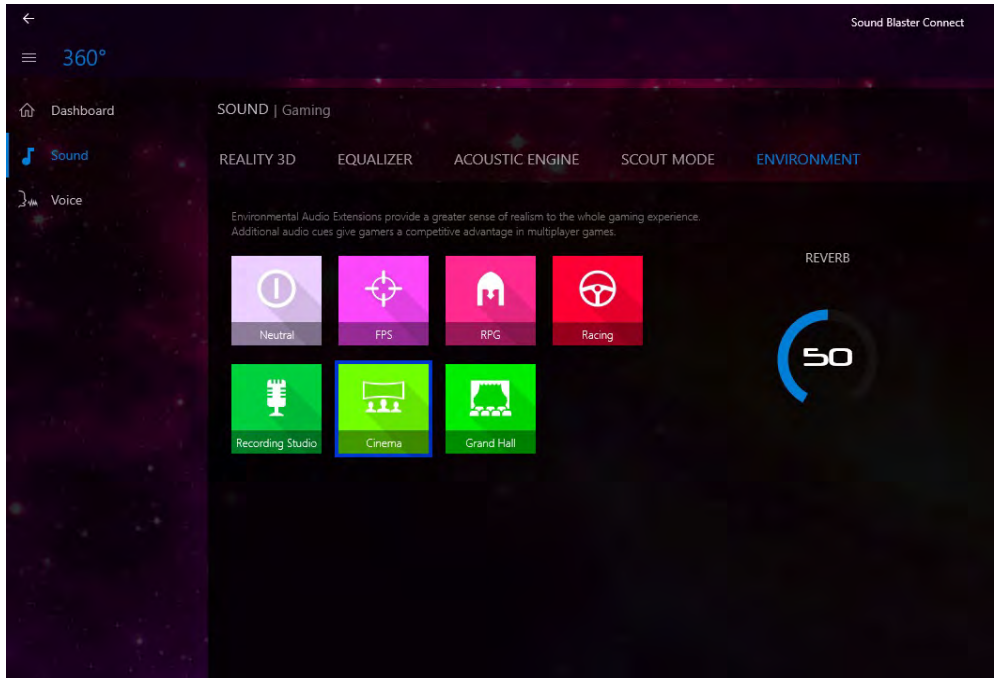 Sound Blaster Connect
360°
Dashboard
Sound
Voice
SOUND | Gaming
REALITY 3D
EQUALIZER
ACOUSTIC ENGINE
SCOUT MODE
ENVIRONMENT
Environmental Audio Extensions provide a greater sense of realism to the whole gaming experience.
Additional audio cues give gamers a competitive advantage in multiplayer games.
Neutral
FPS
RPG
Racing
Recording Studio
Cinema
Grand Hall
REVERB
50